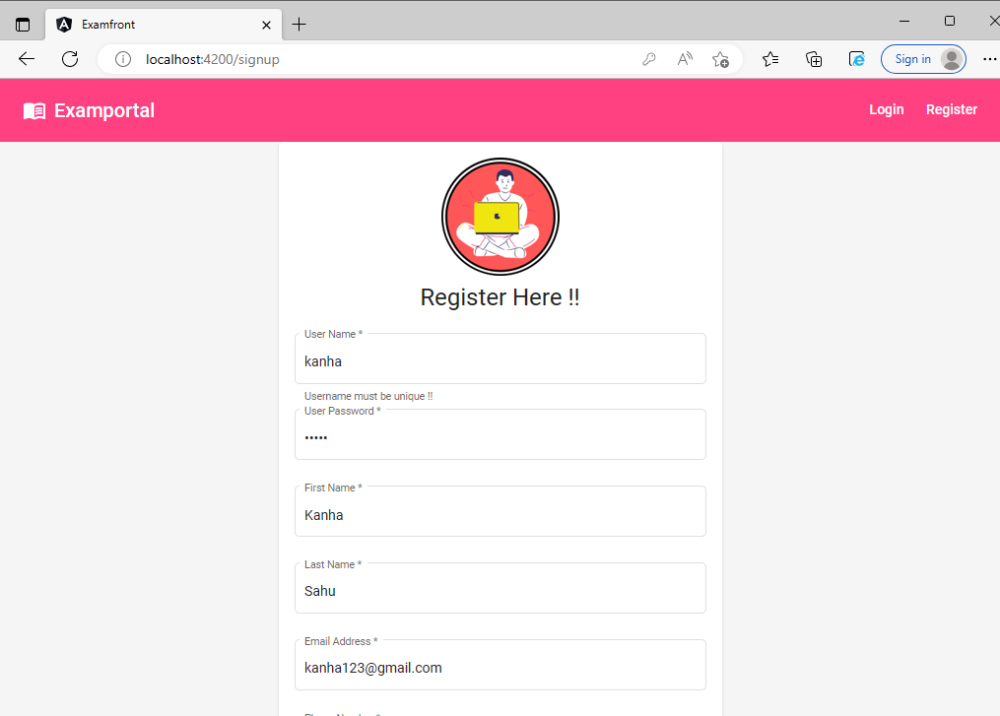 Examfront
localhost:4200/signup
Sign in
Examportal
Login Register
Register Here !!
User Name *
kanha
Username must be unique !!
User Password *
•••••
First Name *
Kanha
Last Name *
Sahu
Email Address *
kanha123@gmail.com